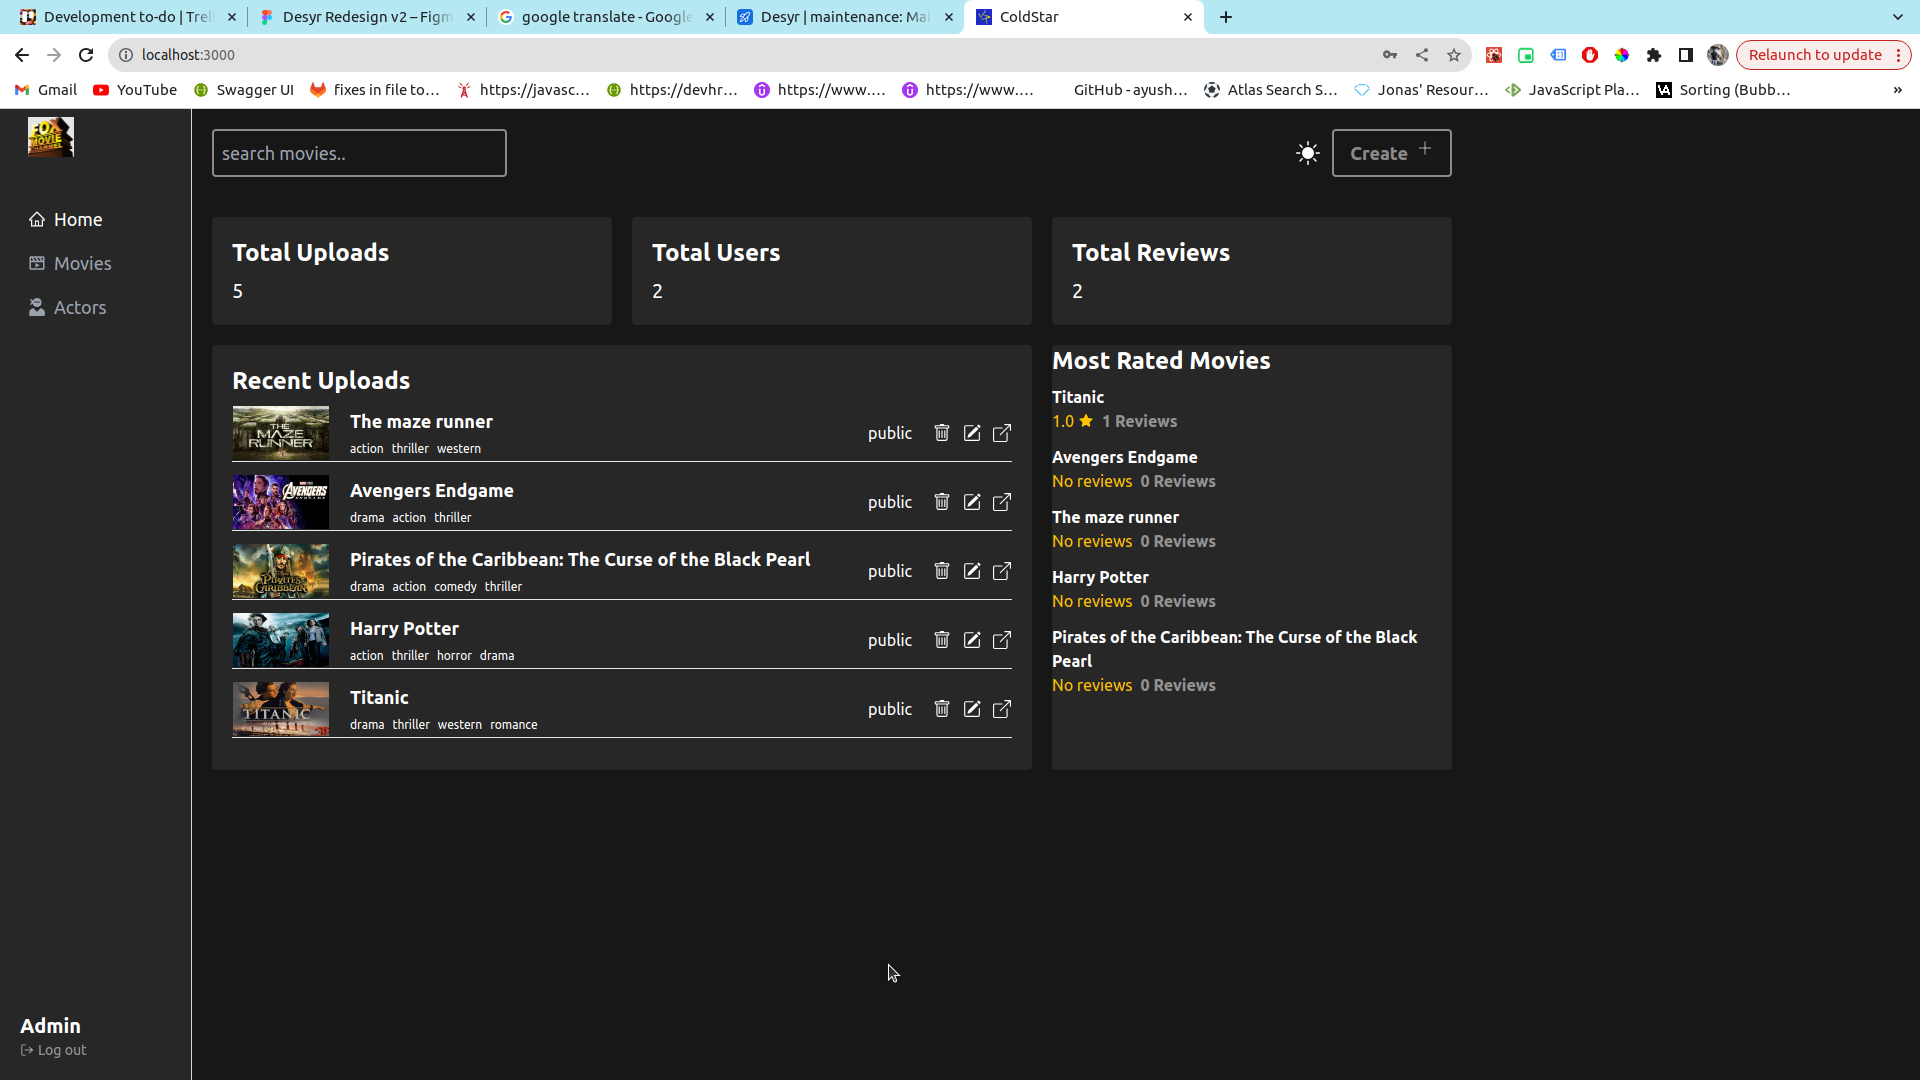 Development to-do | Trel
Desyr Redesign v2 – Figm
google translate - Google
Desyr | maintenance: Mai
ColdStar
localhost:3000
Relaunch to update
Gmail
YouTube
Swagger UI
fixes in file to…
https://javasc…
https://devhr…
https://www.…
https://www.…
GitHub - ayush…
Atlas Search S…
Jonas' Resour…
JavaScript Pla…
Sorting (Bubb…
»
FOX
MOVIE
CHANNEL
search movies..
Create +
Home
Movies
Actors
Total Uploads
5
Total Users
2
Total Reviews
2
Recent Uploads
THE
MAZE
RUNNER
The maze runner
action thriller western
public
AVENGERS
Avengers Endgame
drama action thriller
public
PIRATES
CARIBBEAN
Pirates of the Caribbean: The Curse of the Black Pearl
drama action comedy thriller
public
Harry Potter
action thriller horror drama
public
TITANIC
Titanic
drama thriller western romance
public
Most Rated Movies
Titanic
1.0 ★ 1 Reviews
Avengers Endgame
No reviews 0 Reviews
The maze runner
No reviews 0 Reviews
Harry Potter
No reviews 0 Reviews
Pirates of the Caribbean: The Curse of the Black
Pearl
No reviews 0 Reviews
Admin
Log out